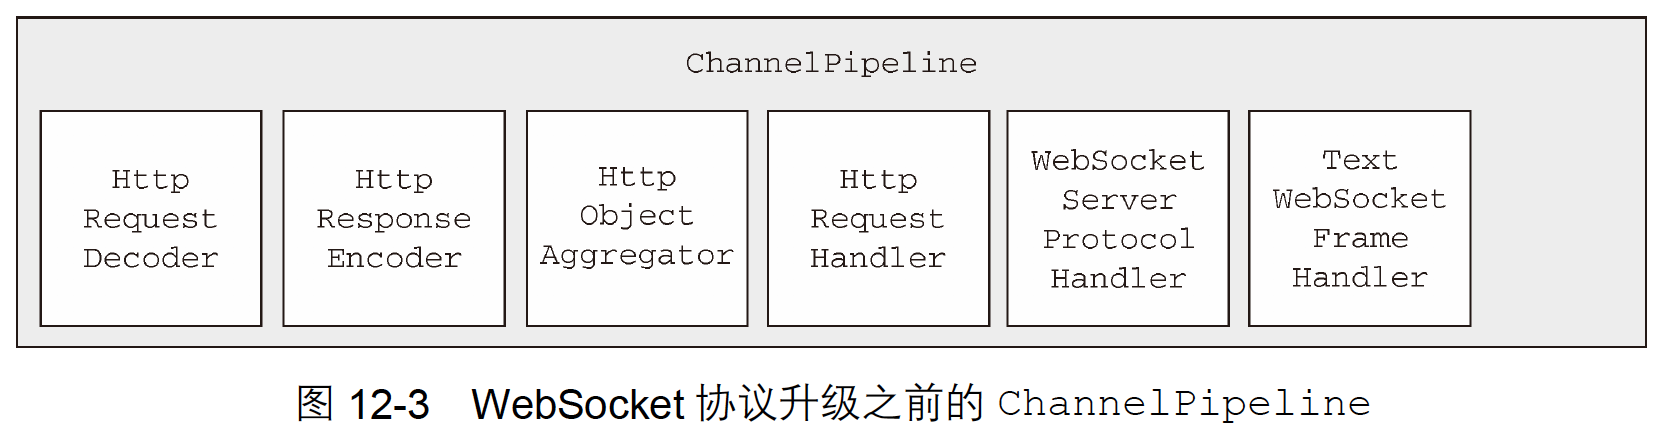 ChannelPipeline
Http
Request
Decoder
Http
Response
Encoder
Http
Object
Aggregator
Http
Request
Handler
WebSocket
Server
Protocol
Handler
Text
WebSocket
Frame
Handler
图 12-3 WebSocket 协议升级之前的 ChannelPipeline